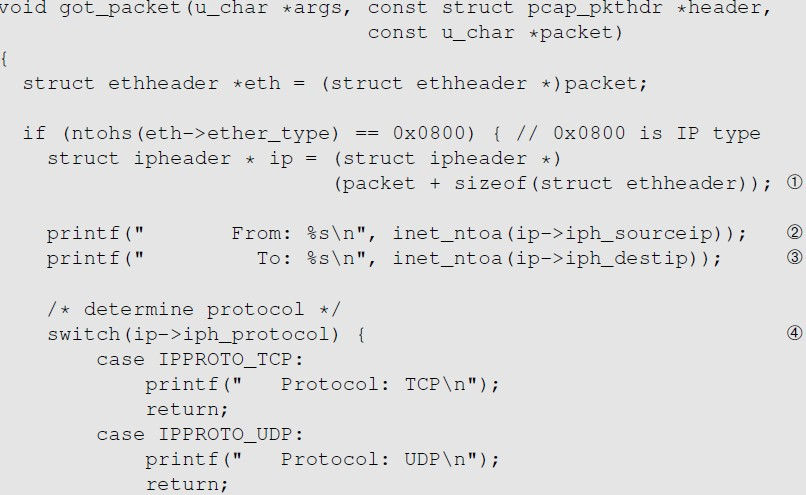 void got_packet(u_char *args, const struct pcap_pkthdr *header,
                              const u_char *packet)
{
  struct ethheader *eth = (struct ethheader *)packet;

  if (ntohs(eth->ether_type) == 0x0800) { // 0x0800 is IP type
    struct ipheader * ip = (struct ipheader *)
                           (packet + sizeof(struct ethheader)); ①

    printf("       From: %s\n", inet_ntoa(ip->iph_sourceip));   ②
    printf("         To: %s\n", inet_ntoa(ip->iph_destip));     ③

    /* determine protocol */
    switch(ip->iph_protocol) {                                  ④
        case IPPROTO_TCP:
            printf("   Protocol: TCP\n");
            return;
        case IPPROTO_UDP:
            printf("   Protocol: UDP\n");
            return;